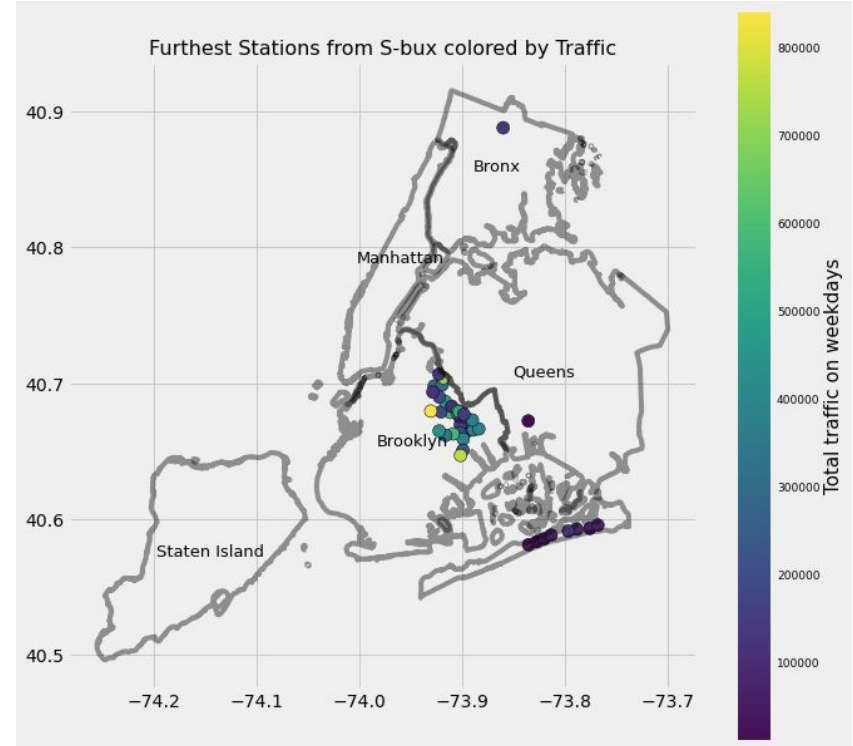 Furthest Stations from S-bux colored by Traffic
40.9
40.8
40.7
40.6
40.5
−74.2
−74.1
−74.0
−73.9
−73.8
−73.7
Bronx
Manhattan
Queens
Brooklyn
Staten Island
800000
700000
600000
500000
400000
300000
200000
100000
Total traffic on weekdays